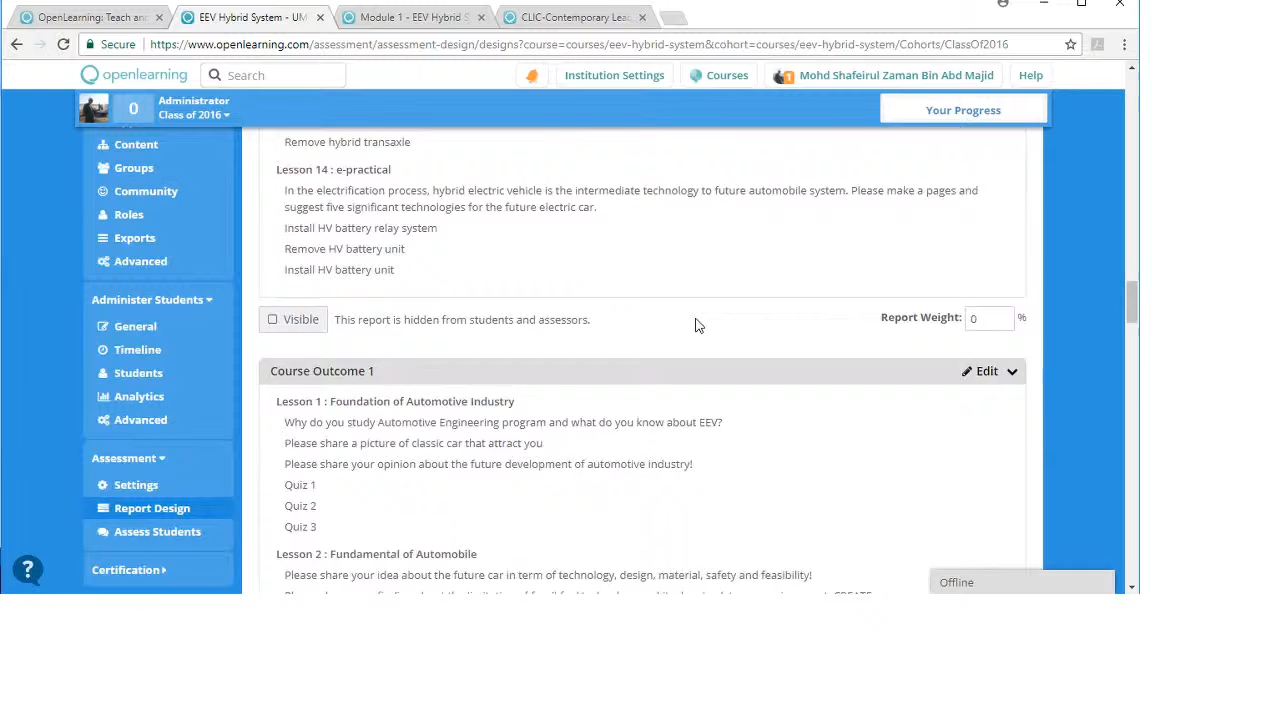 OpenLearning: Teach an
EEV Hybrid System - UM
Module 1 - EEV Hybrid S
CLIC-Contemporary Lea
Secure
https://www.openlearning.com/assessment/assessment-design/designs?course=courses/eev-hybrid-system&cohort=courses/eev-hybrid-system/Cohorts/ClassOf2016
openlearning
Search
Institution Settings
Courses
1
Mohd Shafeirul Zaman Bin Abd Majid
Help
0
Administrator
Class of 2016
Your Progress
Content
Groups
Community
Roles
Exports
Advanced
Administer Students
General
Timeline
Students
Analytics
Advanced
Assessment
Settings
Report Design
Assess Students
Certification
?
Remove hybrid transaxle
Lesson 14 : e-practical
In the electrification process, hybrid electric vehicle is the intermediate technology to future automobile system. Please make a pages and
suggest five significant technologies for the future electric car.
Install HV battery relay system
Remove HV battery unit
Install HV battery unit
Visible
This report is hidden from students and assessors.
Report Weight: 0 %
Course Outcome 1
Edit
Lesson 1 : Foundation of Automotive Industry
Why do you study Automotive Engineering program and what do you know about EEV?
Please share a picture of classic car that attract you
Please share your opinion about the future development of automotive industry!
Quiz 1
Quiz 2
Quiz 3
Lesson 2 : Fundamental of Automobile
Please share your idea about the future car in term of technology, design, material, safety and feasibility!
Offline